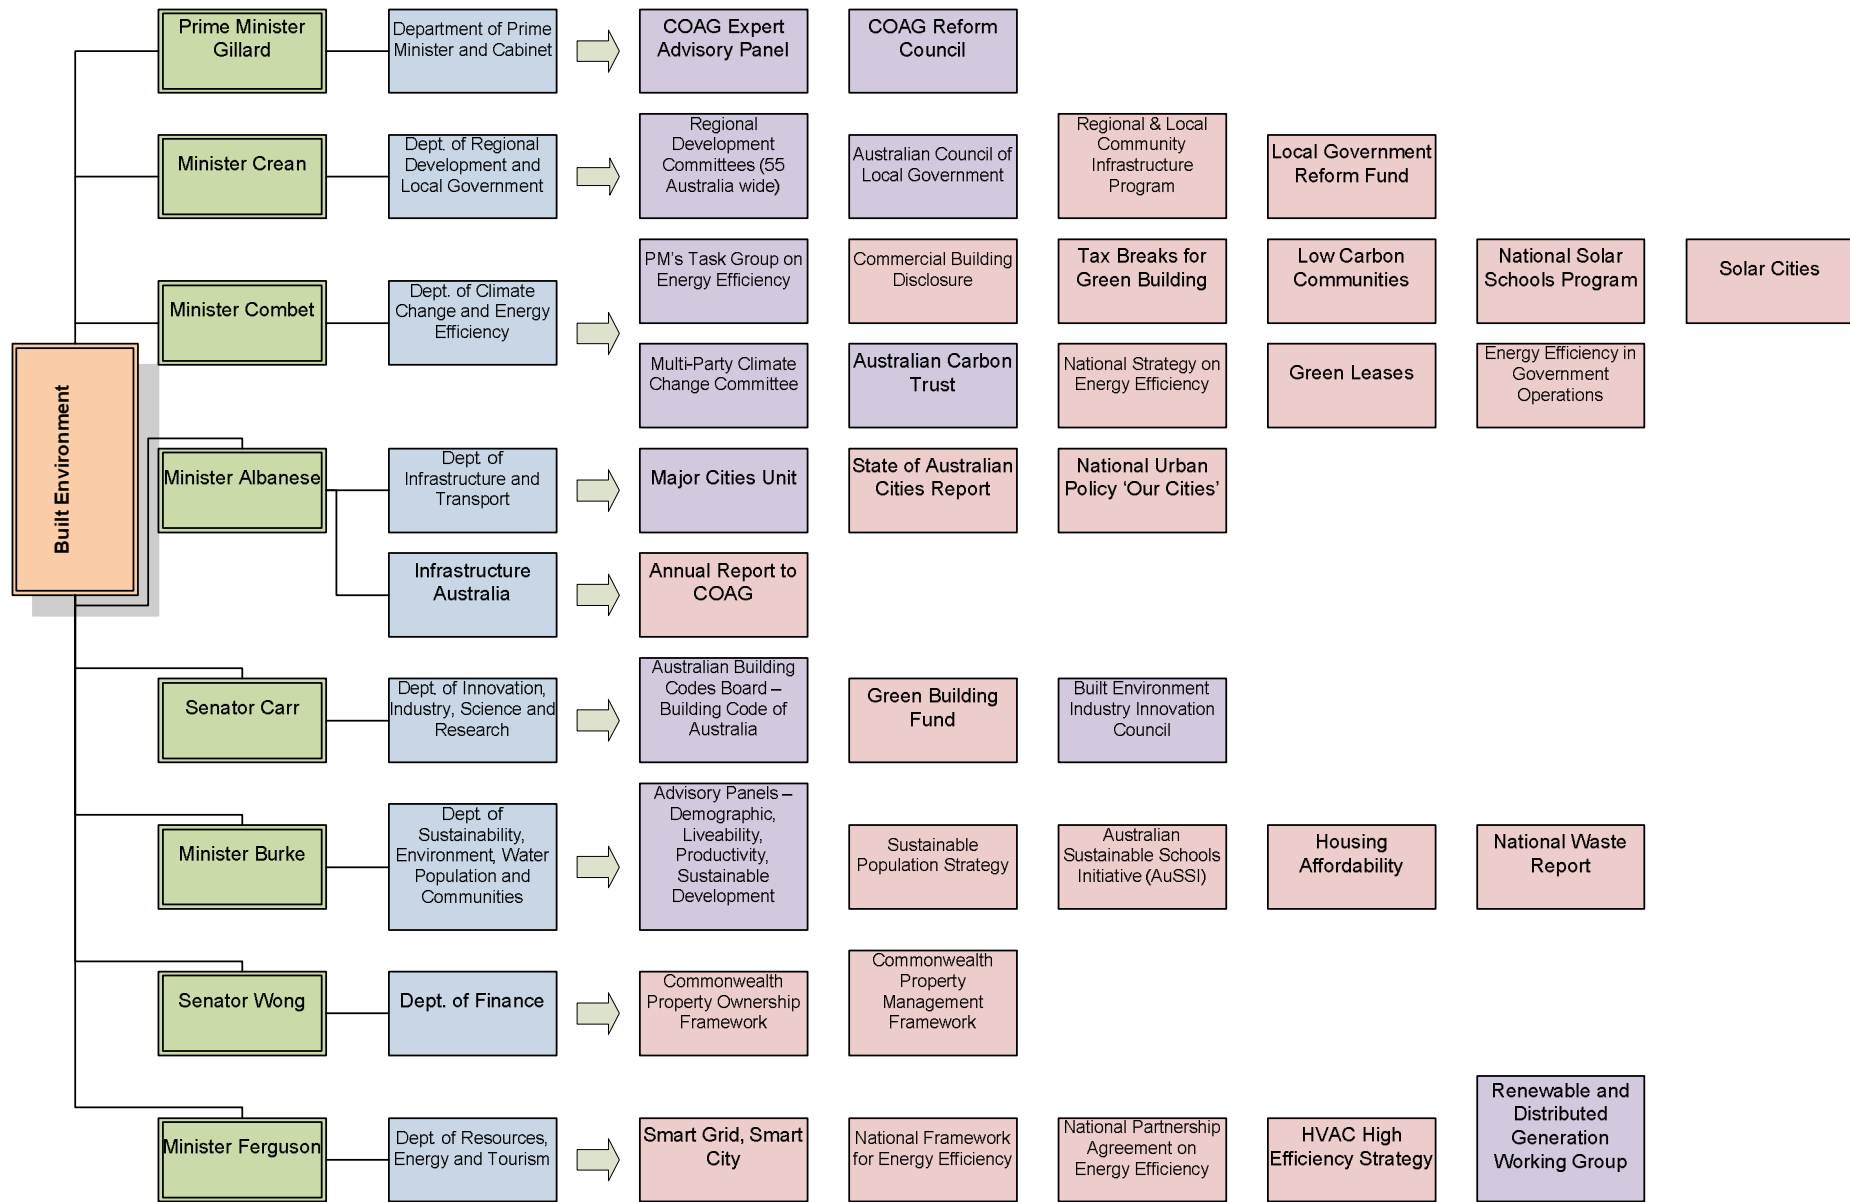 Built Environment
Prime Minister
Gillard
Department of Prime
Minister and Cabinet
COAG Expert
Advisory Panel
COAG Reform
Council
Minister Crean
Dept. of Regional
Development and
Local Government
Regional
Development
Committees (55
Australia wide)
Australian Council of
Local Government
Regional & Local
Community
Infrastructure
Program
Local Government
Reform Fund
Minister Combet
Dept. of Climate
Change and Energy
Efficiency
PM's Task Group on
Energy Efficiency
Commercial Building
Disclosure
Tax Breaks for
Green Building
Low Carbon
Communities
National Solar
Schools Program
Solar Cities
Multi-Party Climate
Change Committee
Australian Carbon
Trust
National Strategy on
Energy Efficiency
Green Leases
Energy Efficiency in
Government
Operations
Minister Albanese
Dept. of
Infrastructure and
Transport
Major Cities Unit
State of Australian
Cities Report
National Urban
Policy ‘Our Cities’
Infrastructure
Australia
Annual Report to
COAG
Senator Carr
Dept. of Innovation,
Industry, Science and
Research
Australian Building
Codes Board –
Building Code of
Australia
Green Building
Fund
Built Environment
Industry Innovation
Council
Minister Burke
Dept. of
Sustainability,
Environment, Water
Population and
Communities
Advisory Panels –
Demographic,
Liveability,
Productivity,
Sustainable
Development
Sustainable
Population Strategy
Australian
Sustainable Schools
Initiative (AuSSI)
Housing
Affordability
National Waste
Report
Senator Wong
Dept. of Finance
Commonwealth
Property Ownership
Framework
Commonwealth
Property
Management
Framework
Minister Ferguson
Dept. of Resources,
Energy and Tourism
Smart Grid, Smart
City
National Framework
for Energy Efficiency
National Partnership
Agreement on
Energy Efficiency
HVAC High
Efficiency Strategy
Renewable and
Distributed
Generation
Working Group